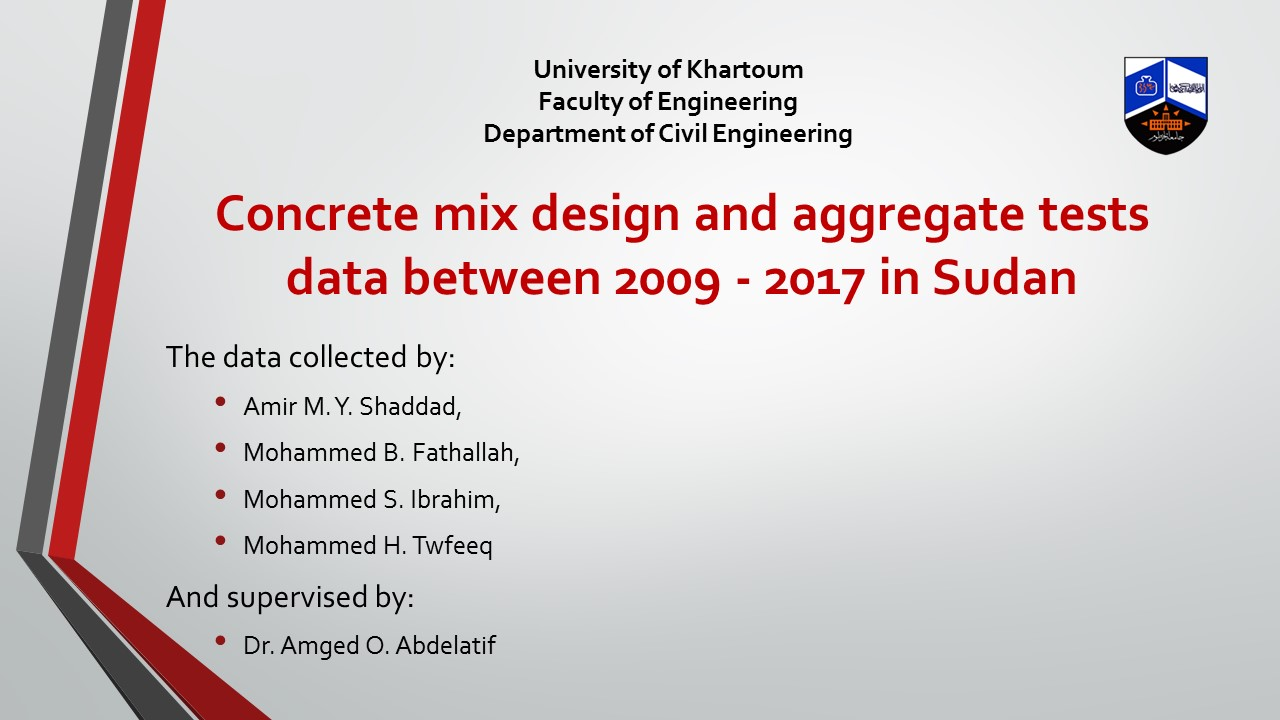 University of Khartoum
Faculty of Engineering
Department of Civil Engineering
Concrete mix design and aggregate tests
data between 2009 - 2017 in Sudan
The data collected by:
• Amir M. Y. Shaddad,
• Mohammed B. Fathallah,
• Mohammed S. Ibrahim,
• Mohammed H. Twfeeq
And supervised by:
• Dr. Amged O. Abdelatif